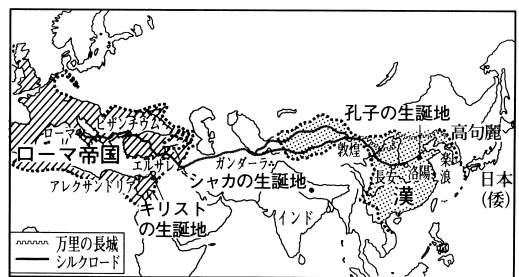 孔子の生誕地
高句麗
ビザンチウム
ローマ
ローマ帝国
エルサレ
アレクサンドリア
キリスト
の生誕地
ガンダーラ
シャカの生誕地
インド
敦煌
長安
洛陽
楽浪
漢
日本
(倭)
万里の長城
シルクロード